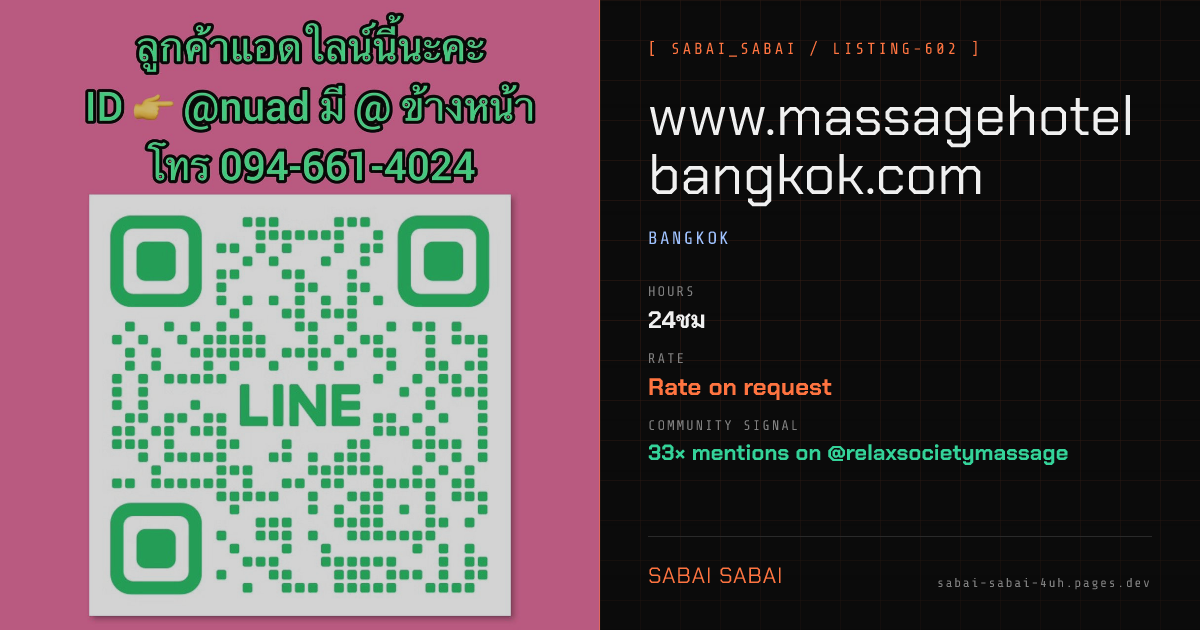 ลูกค้าแอดไลน์นี้นะคะ
ID 👉 @nuad มี @ ข้างหน้า
โทร 094-661-4024
LINE
[ SABAI_SABAI / LISTING-602 ]
www.massagehotel
bangkok.com
BANGKOK
HOURS
24ชม
RATE
Rate on request
COMMUNITY SIGNAL
33× mentions on @relaxsocietymassage
SABAI SABAI
sabai-sabai-4uh.pages.dev